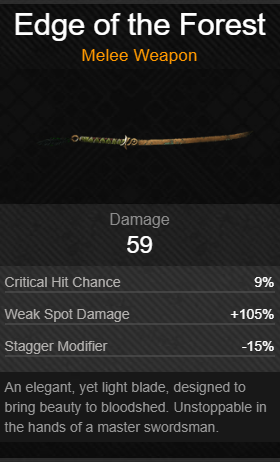 Edge of the Forest
Melee Weapon
Damage
59
Critical Hit Chance 9%
Weak Spot Damage +105%
Stagger Modifier -15%
An elegant, yet light blade, designed to
bring beauty to bloodshed. Unstoppable in
the hands of a master swordsman.